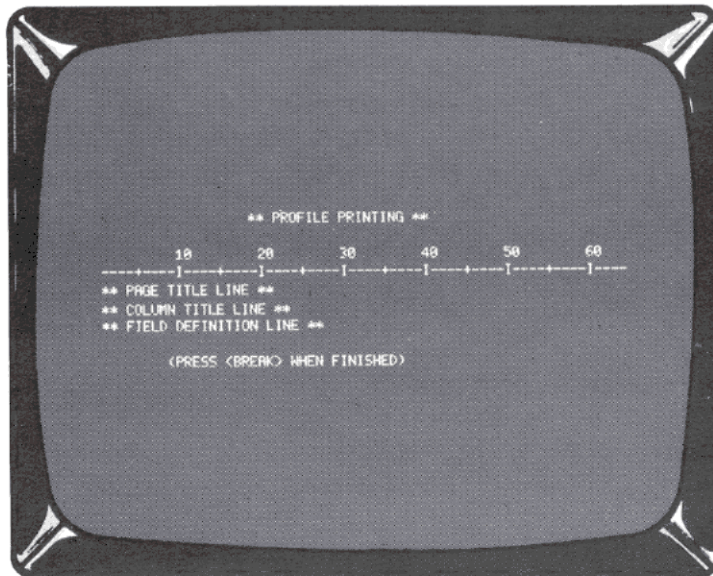 ** PROFILE PRINTING **
10 20 30 40 50 60
----+----I----+----I----+----I----+----I----+----I----+----I----
** PAGE TITLE LINE **
** COLUMN TITLE LINE **
** FIELD DEFINITION LINE **
(PRESS <BREAK> WHEN FINISHED)